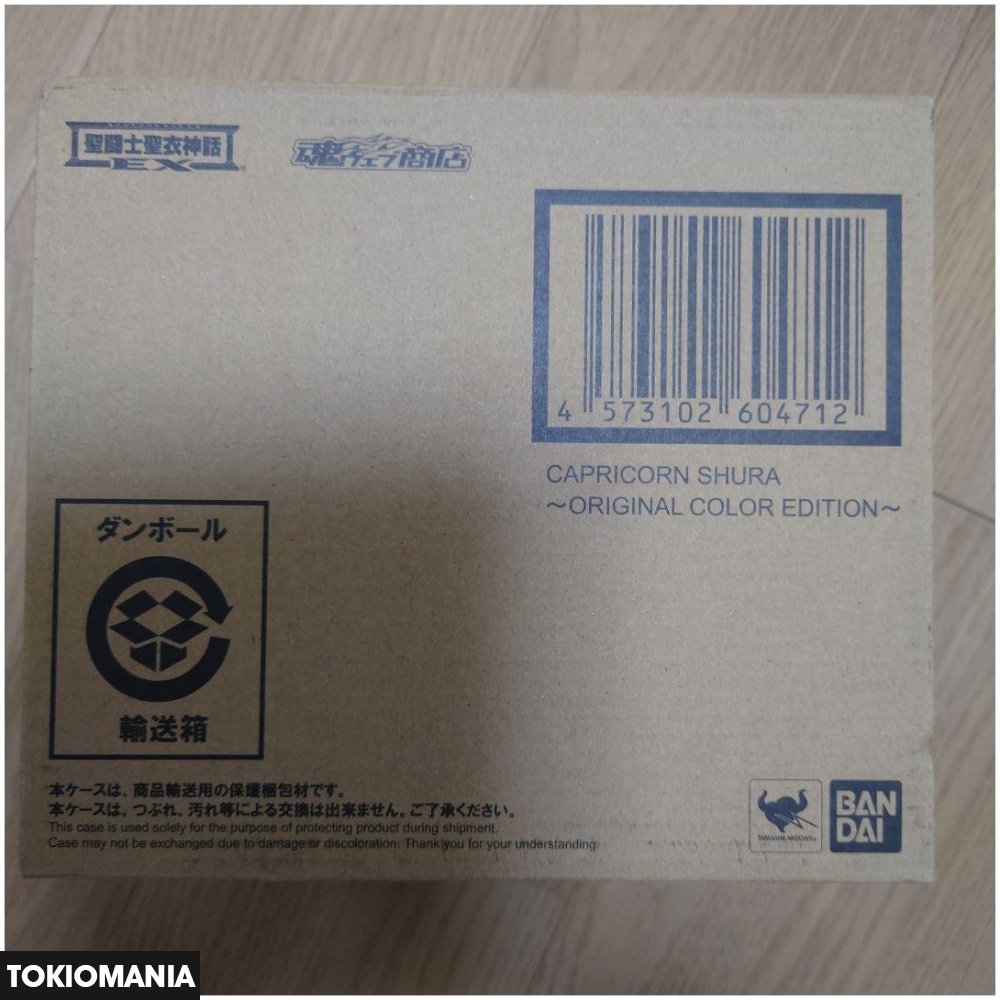 聖闘士聖衣神話
EX
魂ウェブ商店
4 573102 604712
CAPRICORN SHURA
～ORIGINAL COLOR EDITION～
ダンボール
輸送箱
本ケースは、商品輸送用の保護梱包材です。
本ケースは、つぶれ、汚れ等による交換は出来ません。ご了承ください。
This case is used solely for the purpose of protecting product during shipment.
Case may not be exchanged due to damage or discoloration. Thank you for your understanding.
TAMASHII NATIONS
BAN
DAI
TOKIOMANIA